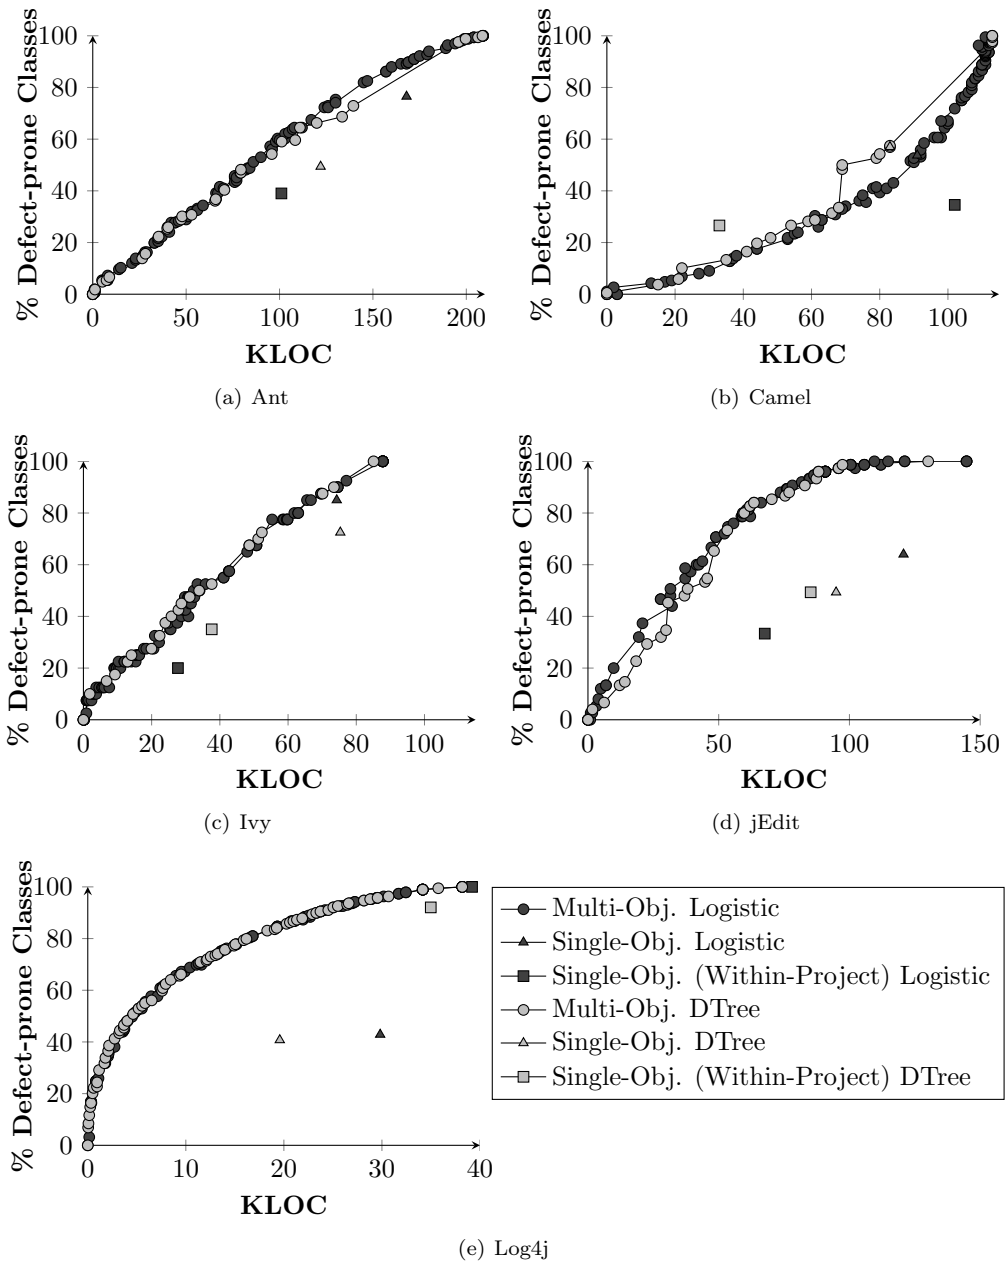 % Defect-prone Classes
100
80
60
40
20
0
0 50 100 150 200
KLOC
(a) Ant
% Defect-prone Classes
100
80
60
40
20
0
0 20 40 60 80 100
KLOC
(b) Camel
% Defect-prone Classes
100
80
60
40
20
0
0 20 40 60 80 100
KLOC
(c) Ivy
% Defect-prone Classes
100
80
60
40
20
0
0 50 100 150
KLOC
(d) jEdit
% Defect-prone Classes
100
80
60
40
20
0
0 10 20 30 40
KLOC
(e) Log4j
Multi-Obj. Logistic
Single-Obj. Logistic
Single-Obj. (Within-Project) Logistic
Multi-Obj. DTree
Single-Obj. DTree
Single-Obj. (Within-Project) DTree